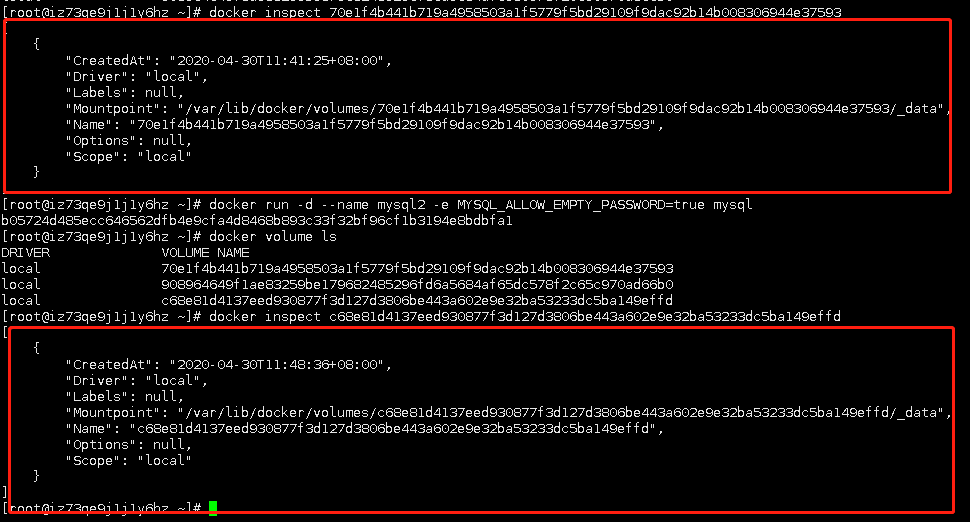 [root@iz73qe9j1j1y6hz ~]# docker inspect 70e1f4b441b719a4958503a1f5779f5bd29109f9dac92b14b008306944e37593
[
    {
        "CreatedAt": "2020-04-30T11:41:25+08:00",
        "Driver": "local",
        "Labels": null,
        "Mountpoint": "/var/lib/docker/volumes/70e1f4b441b719a4958503a1f5779f5bd29109f9dac92b14b008306944e37593/_data",
        "Name": "70e1f4b441b719a4958503a1f5779f5bd29109f9dac92b14b008306944e37593",
        "Options": null,
        "Scope": "local"
    }
[root@iz73qe9j1j1y6hz ~]# docker run -d --name mysql2 -e MYSQL_ALLOW_EMPTY_PASSWORD=true mysql
b05724d485ecc646562dfb4e9cfa4d8468b893c33f32bf96cf1b3194e8bdbfa1
[root@iz73qe9j1j1y6hz ~]# docker volume ls
DRIVER              VOLUME NAME
local               70e1f4b441b719a4958503a1f5779f5bd29109f9dac92b14b008306944e37593
local               908964649f1ae83259be179682485296fd6a5684af65dc578f2c65c970ad66b0
local               c68e81d4137eed930877f3d127d3806be443a602e9e32ba53233dc5ba149effd
[root@iz73qe9j1j1y6hz ~]# docker inspect c68e81d4137eed930877f3d127d3806be443a602e9e32ba53233dc5ba149effd
[
    {
        "CreatedAt": "2020-04-30T11:48:36+08:00",
        "Driver": "local",
        "Labels": null,
        "Mountpoint": "/var/lib/docker/volumes/c68e81d4137eed930877f3d127d3806be443a602e9e32ba53233dc5ba149effd/_data",
        "Name": "c68e81d4137eed930877f3d127d3806be443a602e9e32ba53233dc5ba149effd",
        "Options": null,
        "Scope": "local"
    }
]
[root@iz73qe9j1j1y6hz ~]#